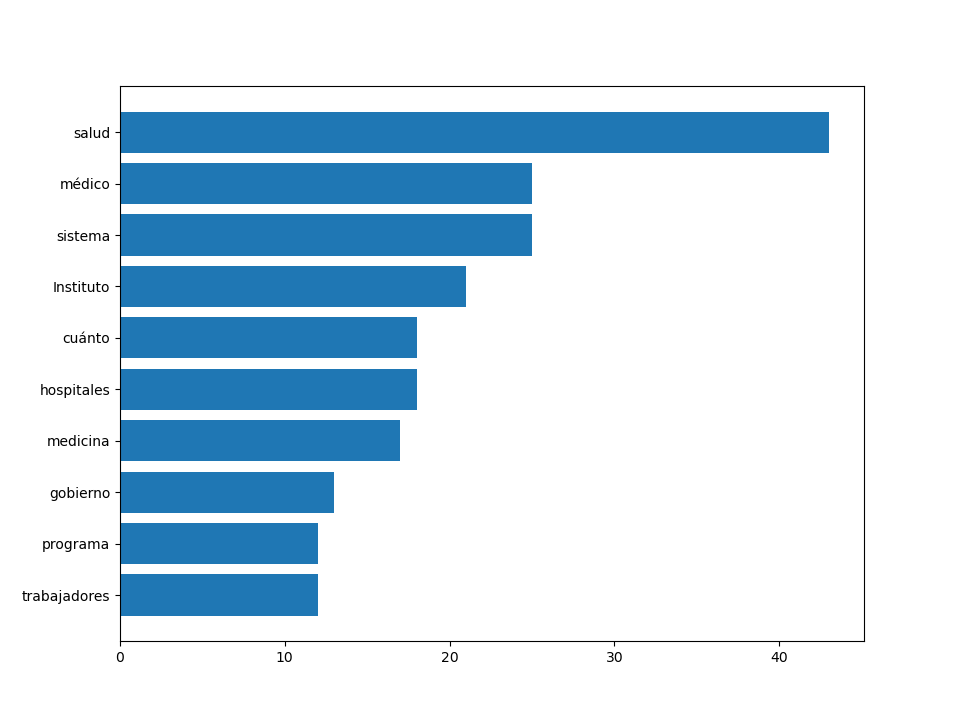 salud
médico
sistema
Instituto
cuánto
hospitales
medicina
gobierno
programa
trabajadores
0 10 20 30 40